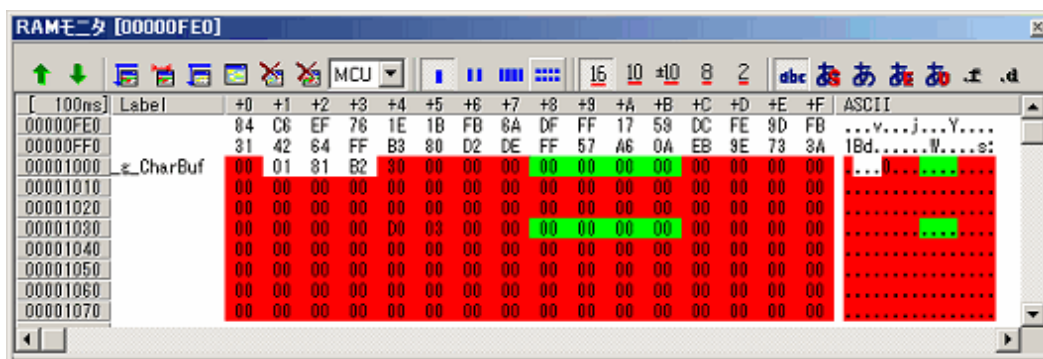 RAMモニタ [00000FE0]
MCU 16 10 ±10 8 2 abc あS あ あE あU .f .d
[ 100ms] Label +0 +1 +2 +3 +4 +5 +6 +7 +8 +9 +A +B +C +D +E +F ASCII
00000FE0 84 C6 EF 76 1E 1B FB 6A DF FF 17 59 DC FE 9D FB ...v...j...Y....
00000FF0 31 42 64 FF B3 80 D2 DE FF 57 A6 0A EB 9E 73 3A 1Bd......W....s:
00001000 _g_CharBuf 00 01 81 B2 30 00 00 00 00 00 00 00 00 00 00 00 ....0...........
00001010 00 00 00 00 00 00 00 00 00 00 00 00 00 00 00 00 ................
00001020 00 00 00 00 00 00 00 00 00 00 00 00 00 00 00 00 ................
00001030 00 00 00 00 D0 03 00 00 00 00 00 00 00 00 00 00 ................
00001040 00 00 00 00 00 00 00 00 00 00 00 00 00 00 00 00 ................
00001050 00 00 00 00 00 00 00 00 00 00 00 00 00 00 00 00 ................
00001060 00 00 00 00 00 00 00 00 00 00 00 00 00 00 00 00 ................
00001070 00 00 00 00 00 00 00 00 00 00 00 00 00 00 00 00 ................